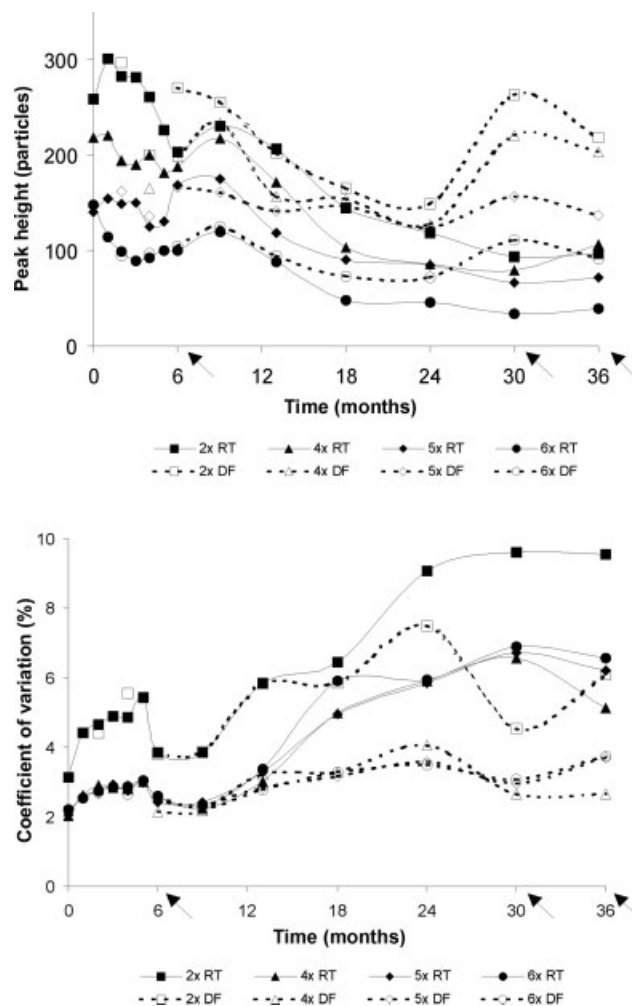 Peak height (particles)
300
200
100
0
0 6 12 18 24 30 36
Time (months)
2x RT 4x RT 5x RT 6x RT
2x DF 4x DF 5x DF 6x DF
Coefficient of variation (%)
10
8
6
4
2
0
0 6 12 18 24 30 36
Time (months)
2x RT 4x RT 5x RT 6x RT
2x DF 4x DF 5x DF 6x DF